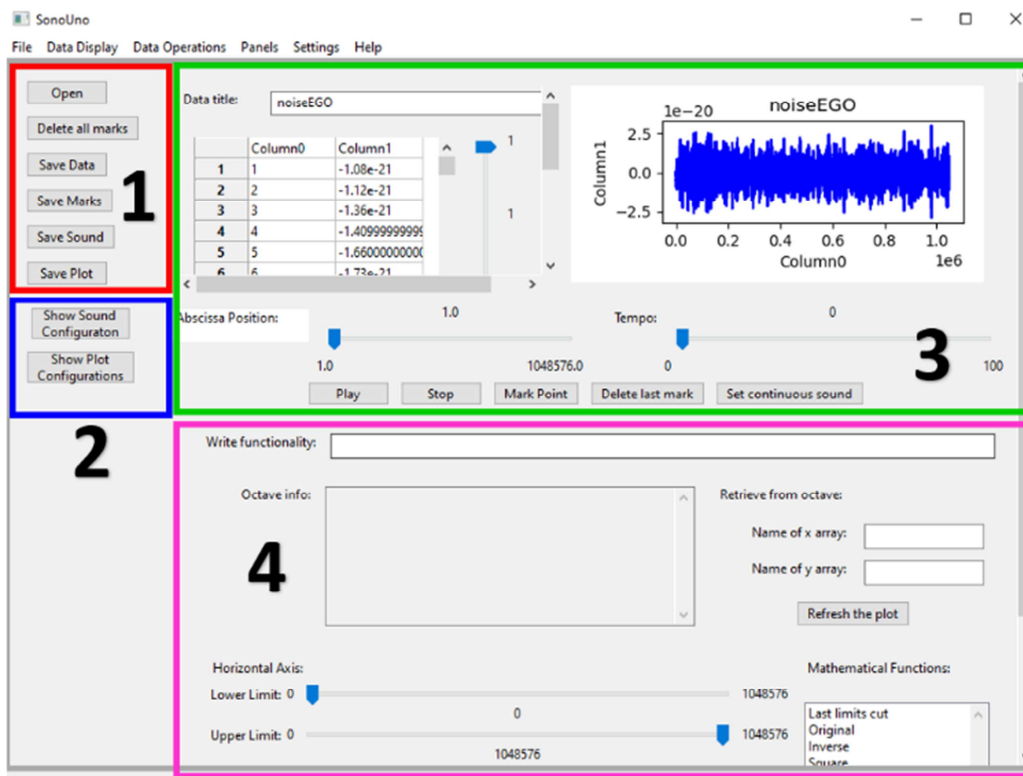 SonoUno
File Data Display Data Operations Panels Settings Help
Open
Delete all marks
Save Data
Save Marks
Save Sound
Save Plot
1
Show Sound
Configuraton
Show Plot
Configurations
2
Data title: noiseEGO
Column0 Column1
1 1 -1.08e-21
2 2 -1.12e-21
3 3 -1.36e-21
4 4 -1.40999999999
5 5 -1.66000000000
6 6 -1.73e-21
1
1
1e−20 noiseEGO
Column1
2.5
0.0
−2.5
0.0 0.2 0.4 0.6 0.8 1.0
Column0 1e6
Abscissa Position: 1.0
1.0 1048576.0
Tempo: 0
0 100
3
Play Stop Mark Point Delete last mark Set continuous sound
Write functionality:
Octave info:
4
Retrieve from octave:
Name of x array:
Name of y array:
Refresh the plot
Horizontal Axis:
Lower Limit: 0 1048576
0
Upper Limit: 0 1048576
1048576
Mathematical Functions:
Last limits cut
Original
Inverse
Square